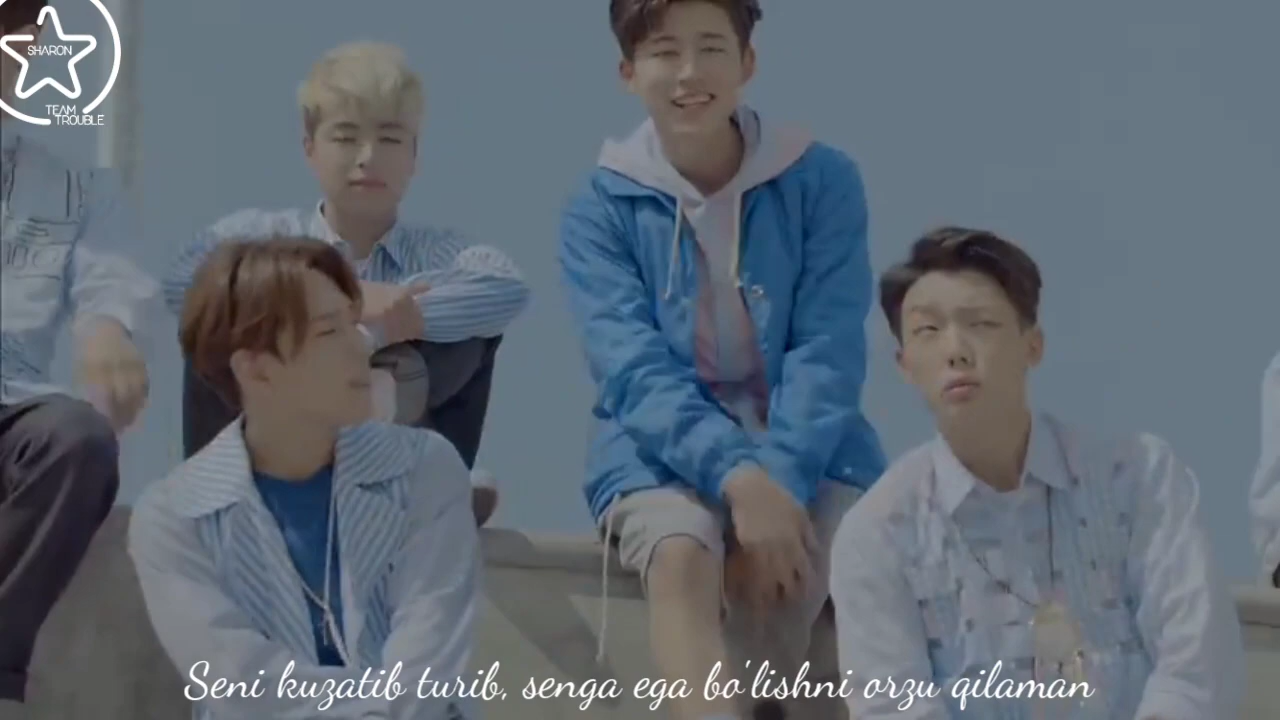 SHARON
TEAM
TROUBLE
Seni kuzatib turib, senga ega bo'lishni orzu qilaman